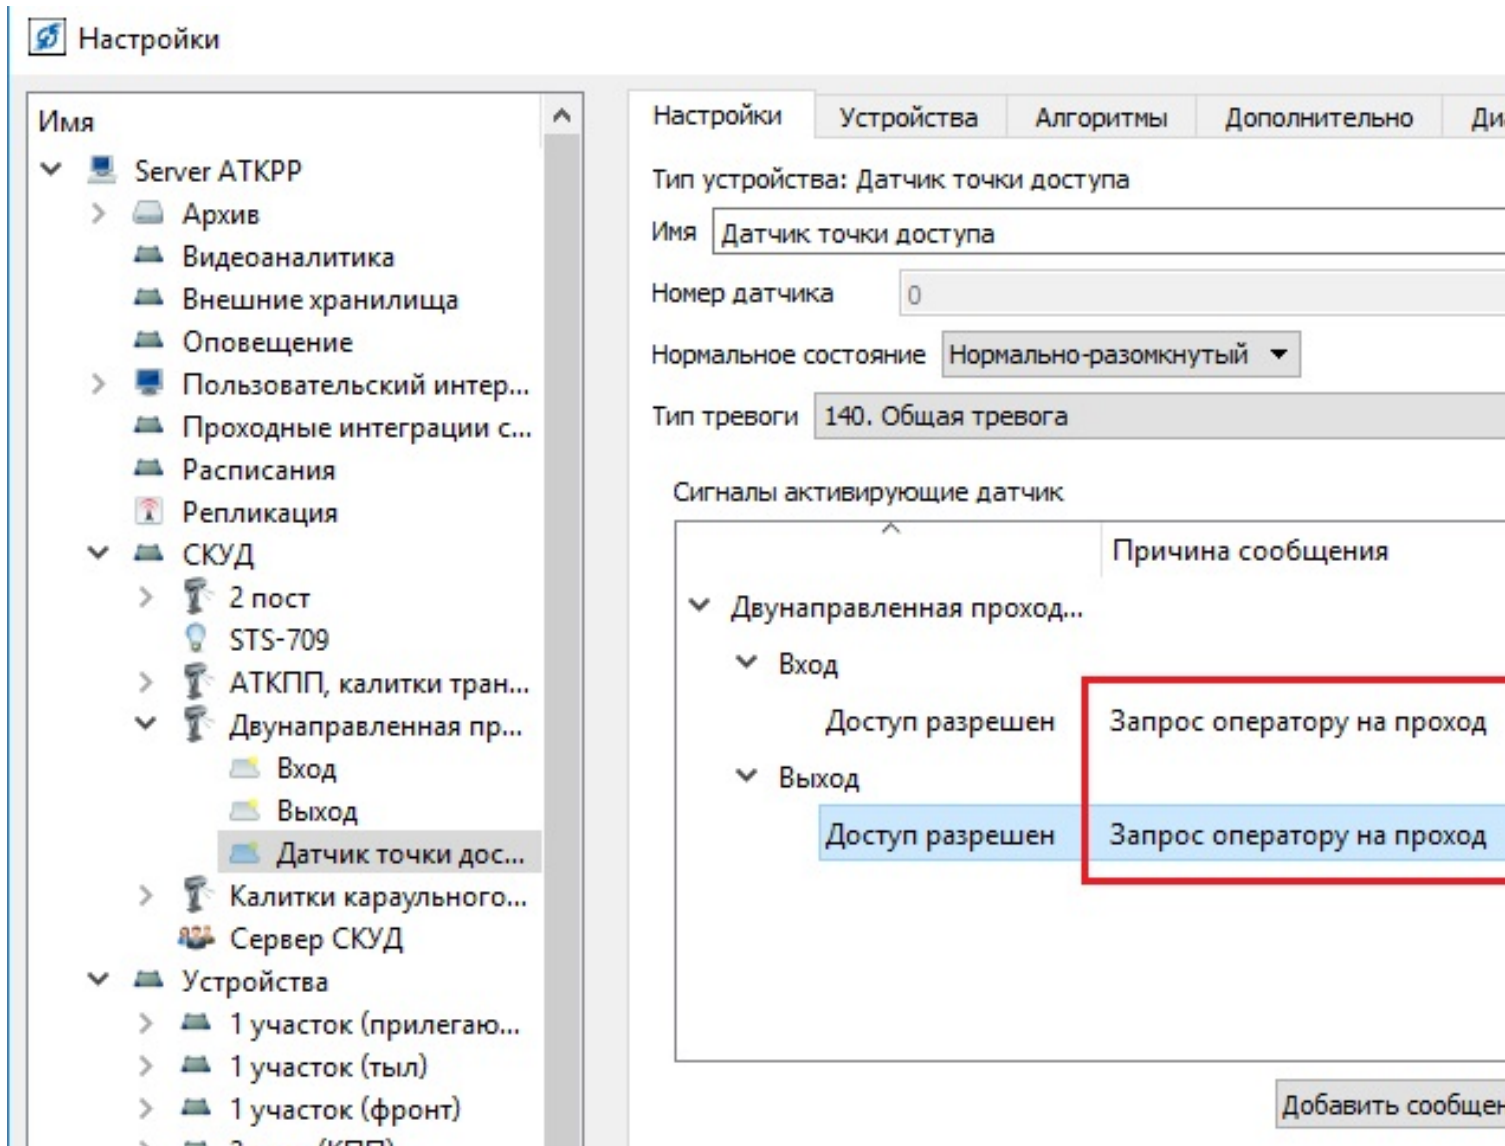 Настройки
Имя
Server АТКРР
Архив
Видеоаналитика
Внешние хранилища
Оповещение
Пользовательский интер...
Проходные интеграции с...
Расписания
Репликация
СКУД
2 пост
STS-709
АТКПП, калитки тран...
Двунаправленная пр...
Вход
Выход
Датчик точки дос...
Калитки караульного...
Сервер СКУД
Устройства
1 участок (прилегаю...
1 участок (тыл)
1 участок (фронт)
Настройки Устройства Алгоритмы Дополнительно
Тип устройства: Датчик точки доступа
Имя Датчик точки доступа
Номер датчика 0
Нормальное состояние Нормально-разомкнутый
Тип тревоги 140. Общая тревога
Сигналы активирующие датчик
Причина сообщения
Двунаправленная проход...
Вход
Доступ разрешен Запрос оператору на проход
Выход
Доступ разрешен Запрос оператору на проход
Добавить сообщен